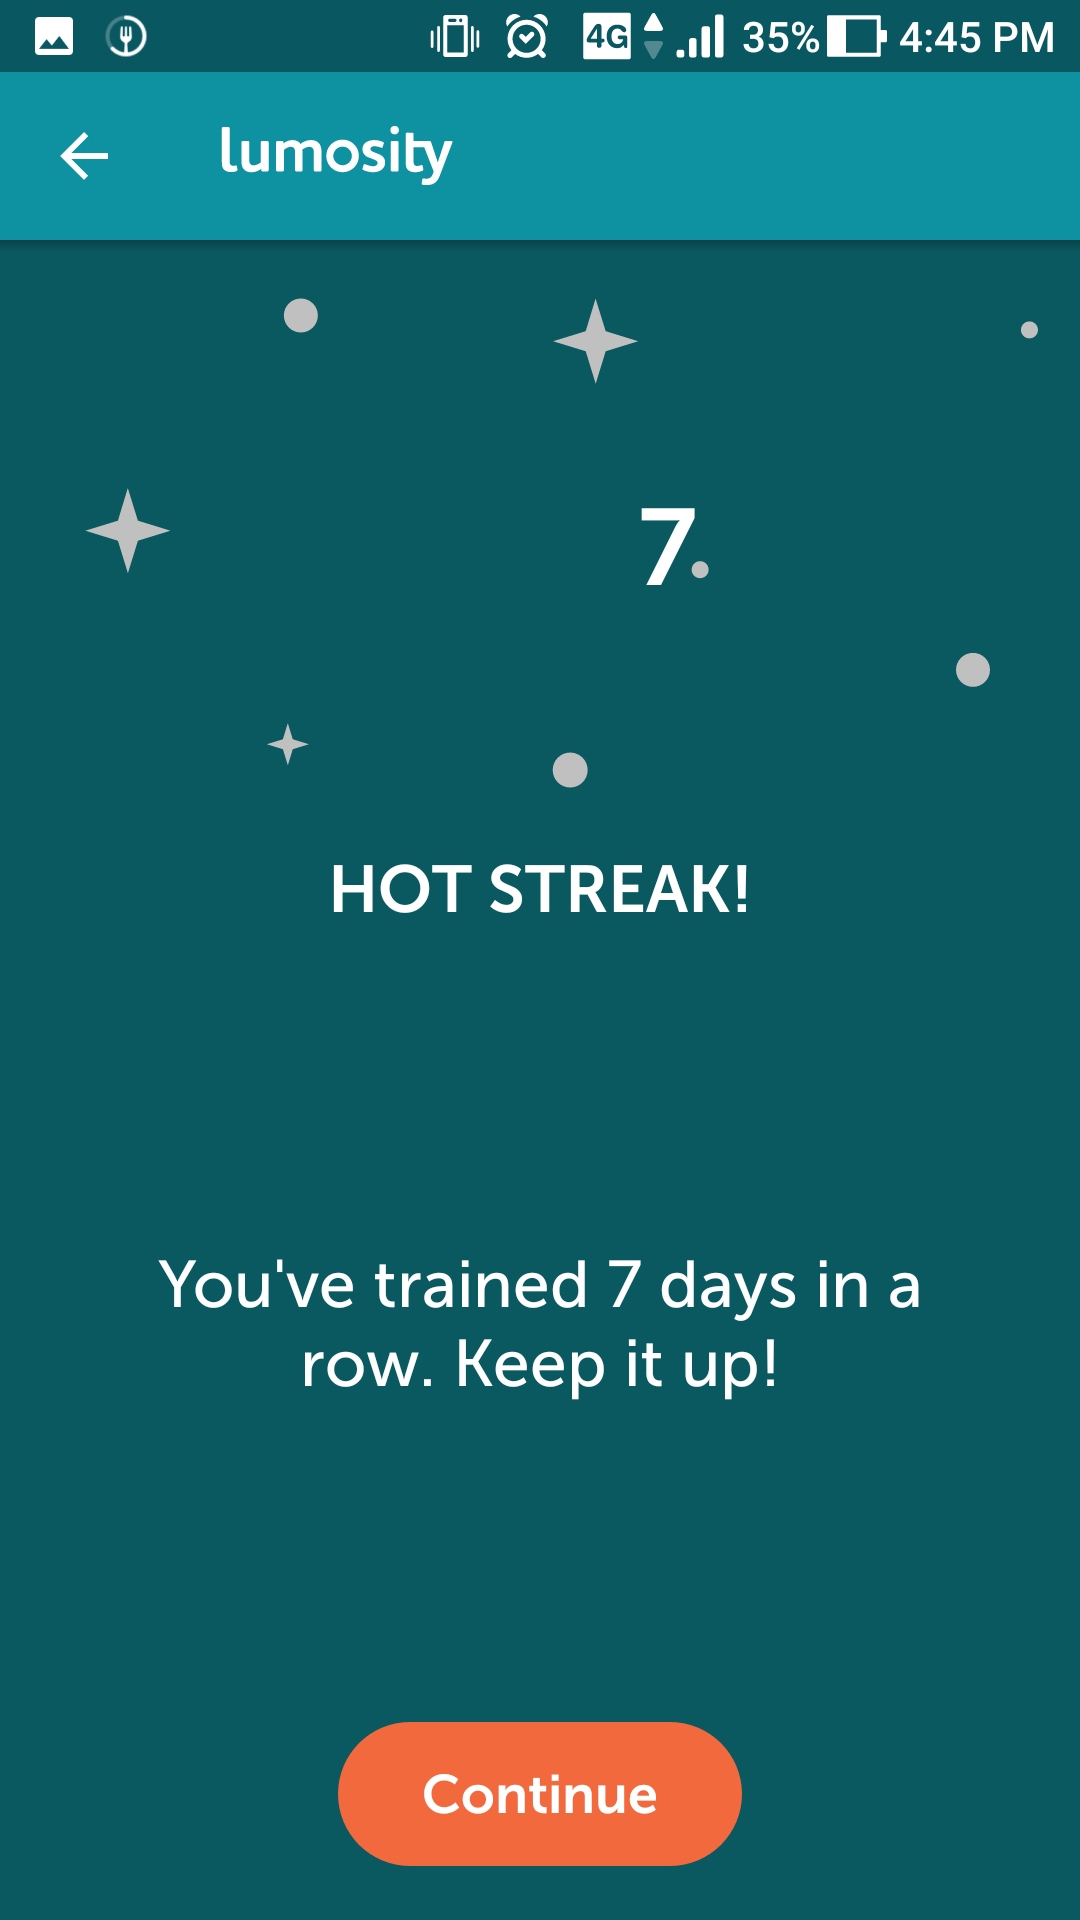 4G 35% 4:45 PM
lumosity
7
HOT STREAK!
You've trained 7 days in a
row. Keep it up!
Continue